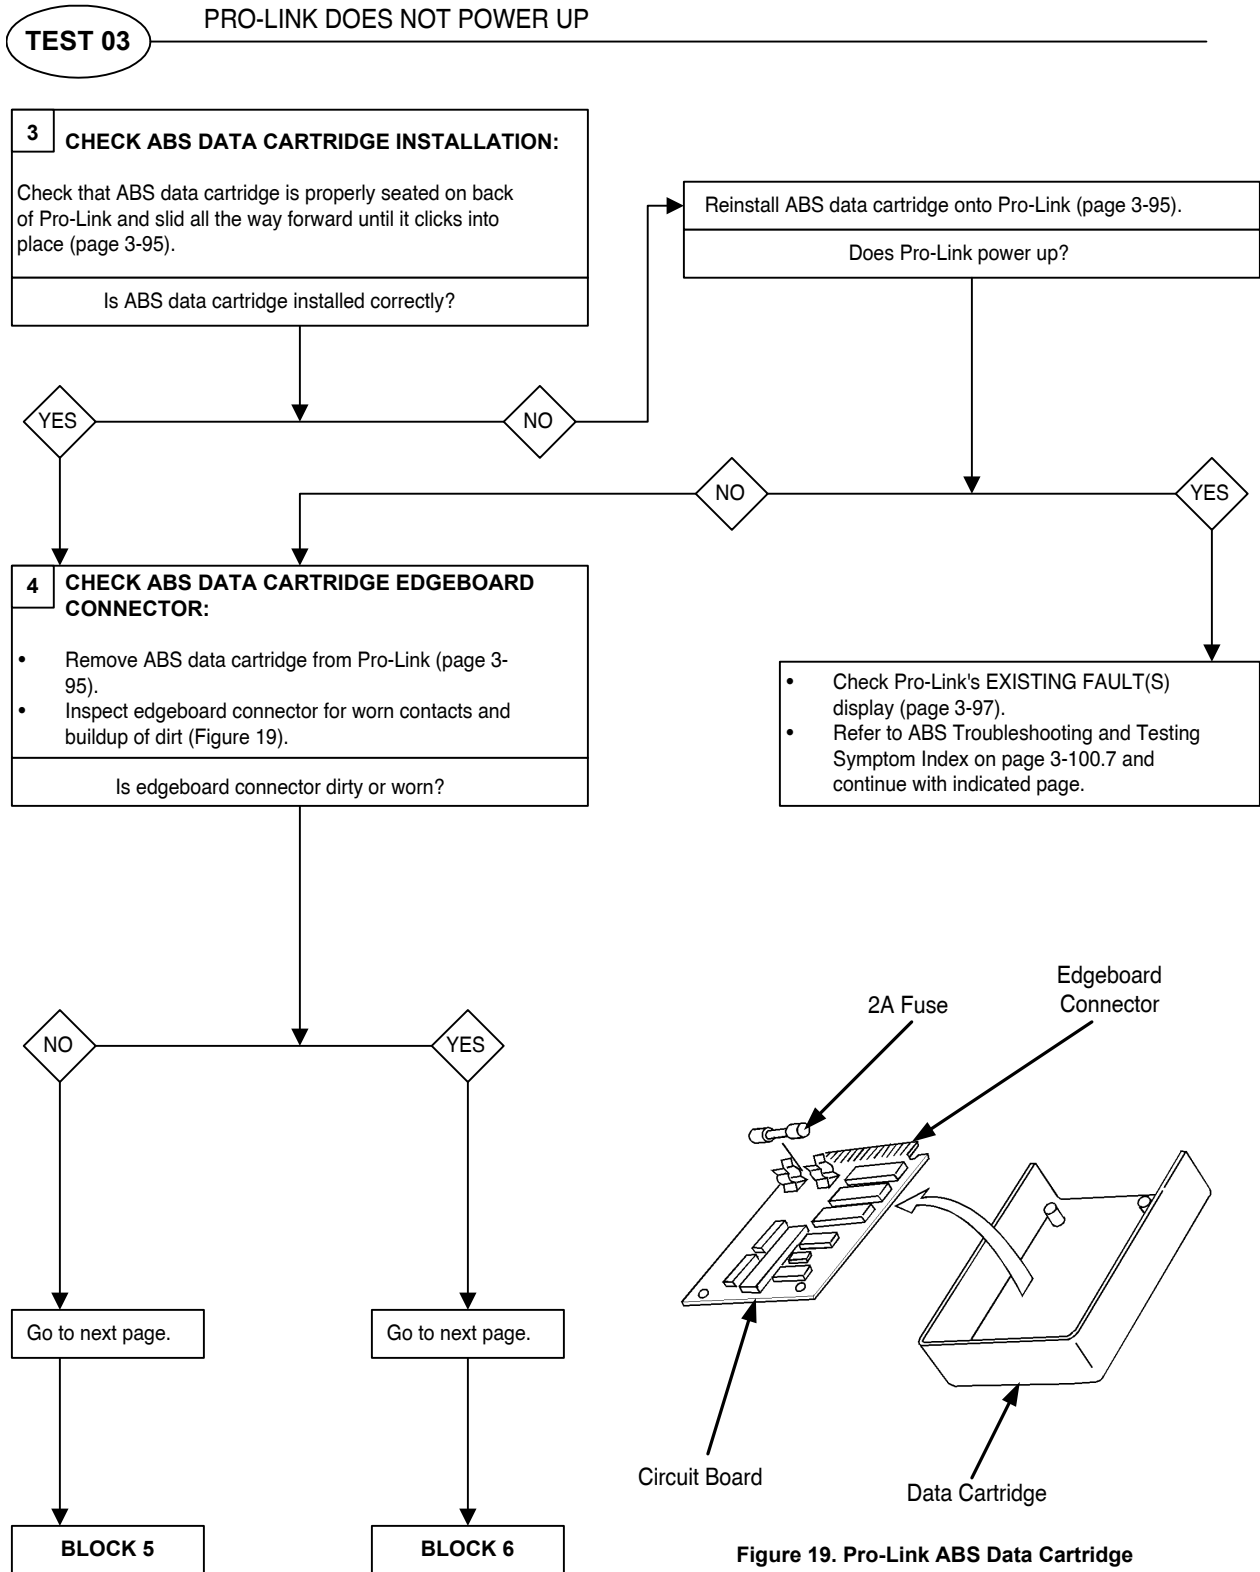 TEST 03
PRO-LINK DOES NOT POWER UP
3
CHECK ABS DATA CARTRIDGE INSTALLATION:
Check that ABS data cartridge is properly seated on back
of Pro-Link and slid all the way forward until it clicks into
place (page 3-95).
Is ABS data cartridge installed correctly?
Reinstall ABS data cartridge onto Pro-Link (page 3-95).
Does Pro-Link power up?
YES
NO
NO
YES
4
CHECK ABS DATA CARTRIDGE EDGEBOARD
CONNECTOR:
• Remove ABS data cartridge from Pro-Link (page 3-
95).
• Inspect edgeboard connector for worn contacts and
buildup of dirt (Figure 19).
Is edgeboard connector dirty or worn?
• Check Pro-Link's EXISTING FAULT(S)
display (page 3-97).
• Refer to ABS Troubleshooting and Testing
Symptom Index on page 3-100.7 and
continue with indicated page.
NO
YES
Go to next page.
Go to next page.
BLOCK 5
BLOCK 6
2A Fuse
Edgeboard
Connector
Circuit Board
Data Cartridge
Figure 19. Pro-Link ABS Data Cartridge